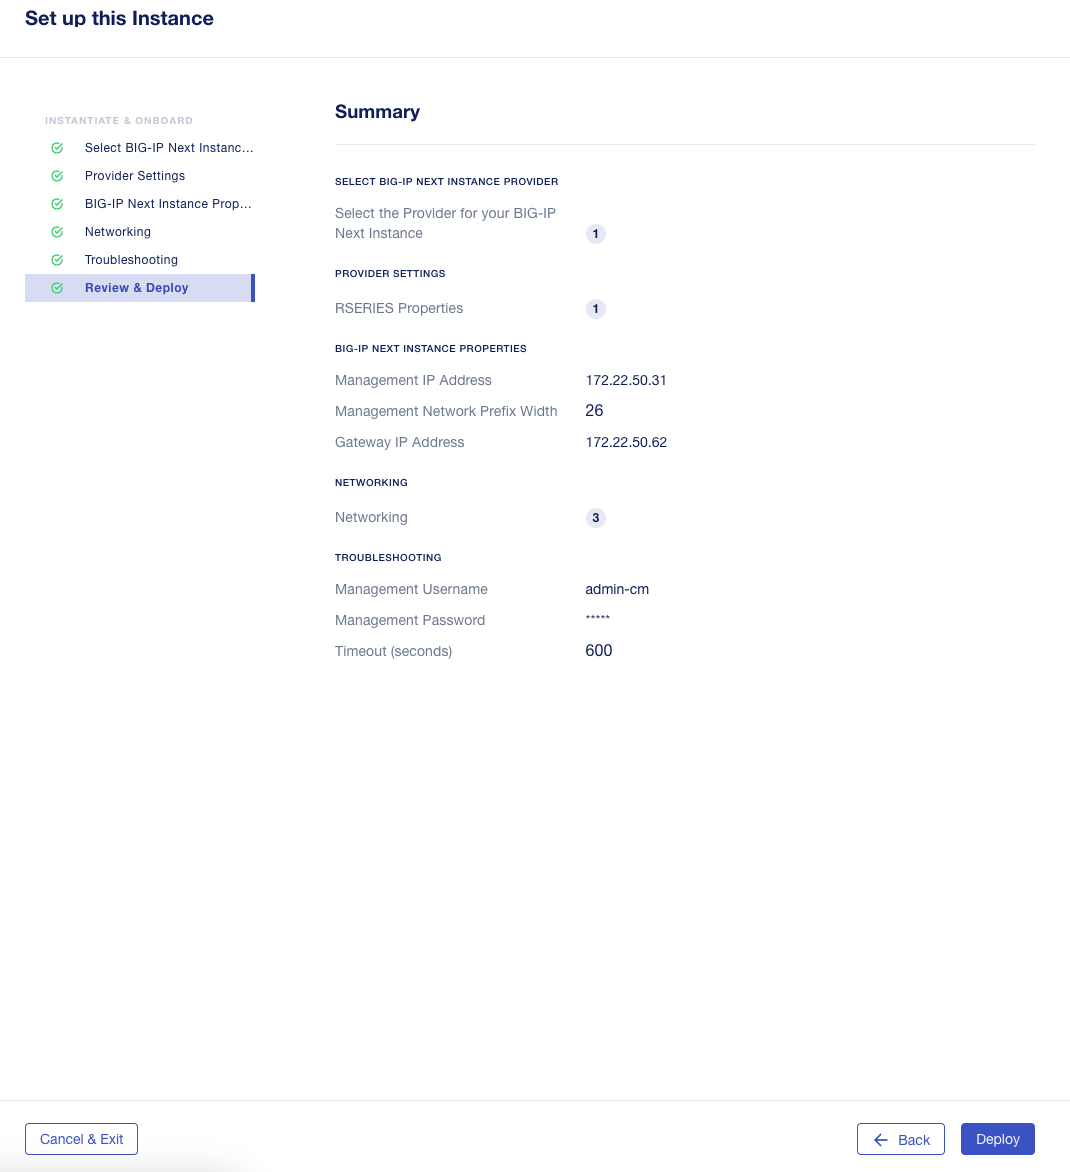 Set up this Instance
INSTANTIATE & ONBOARD
Select BIG-IP Next Instanc...
Provider Settings
BIG-IP Next Instance Prop...
Networking
Troubleshooting
Review & Deploy
Summary
SELECT BIG-IP NEXT INSTANCE PROVIDER
Select the Provider for your BIG-IP
Next Instance 1
PROVIDER SETTINGS
RSERIES Properties 1
BIG-IP NEXT INSTANCE PROPERTIES
Management IP Address 172.22.50.31
Management Network Prefix Width 26
Gateway IP Address 172.22.50.62
NETWORKING
Networking 3
TROUBLESHOOTING
Management Username admin-cm
Management Password *****
Timeout (seconds) 600
Cancel & Exit Back Deploy